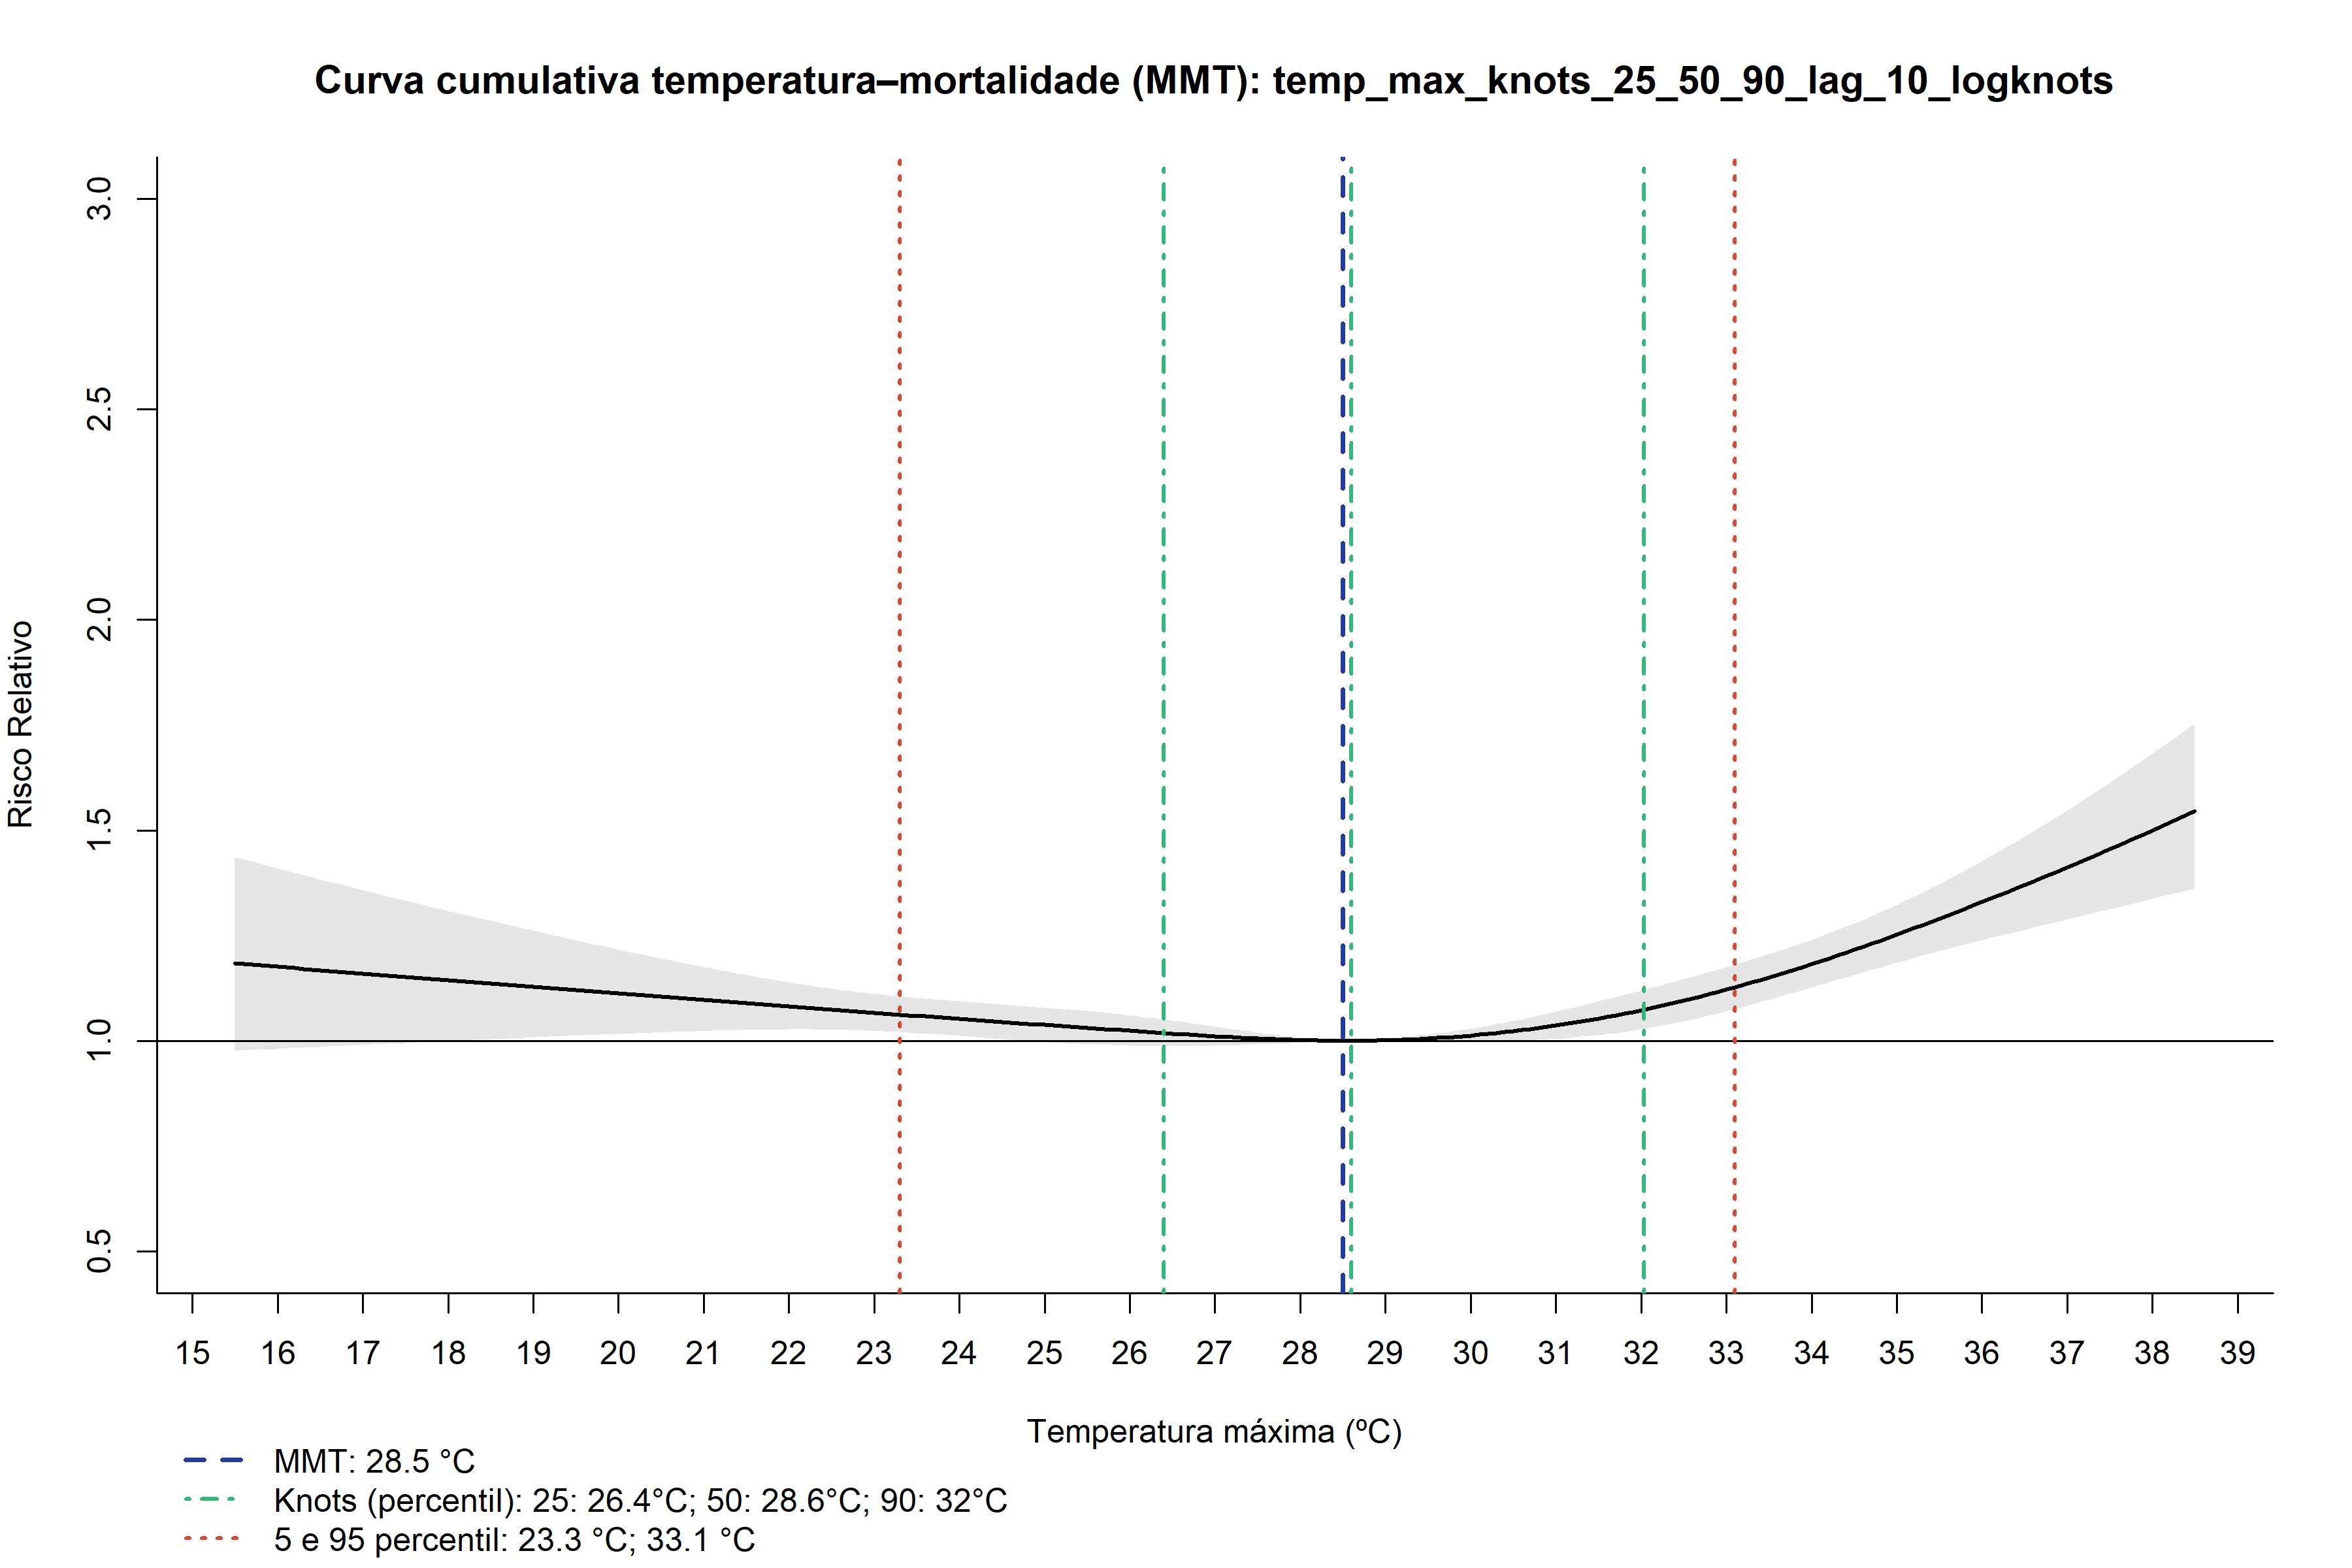 Curva cumulativa temperatura–mortalidade (MMT): temp_max_knots_25_50_90_lag_10_logknots
Risco Relativo
3.0
2.5
2.0
1.5
1.0
0.5
15 16 17 18 19 20 21 22 23 24 25 26 27 28 29 30 31 32 33 34 35 36 37 38 39
Temperatura máxima (ºC)
MMT: 28.5 °C
Knots (percentil): 25: 26.4°C; 50: 28.6°C; 90: 32°C
5 e 95 percentil: 23.3 °C; 33.1 °C